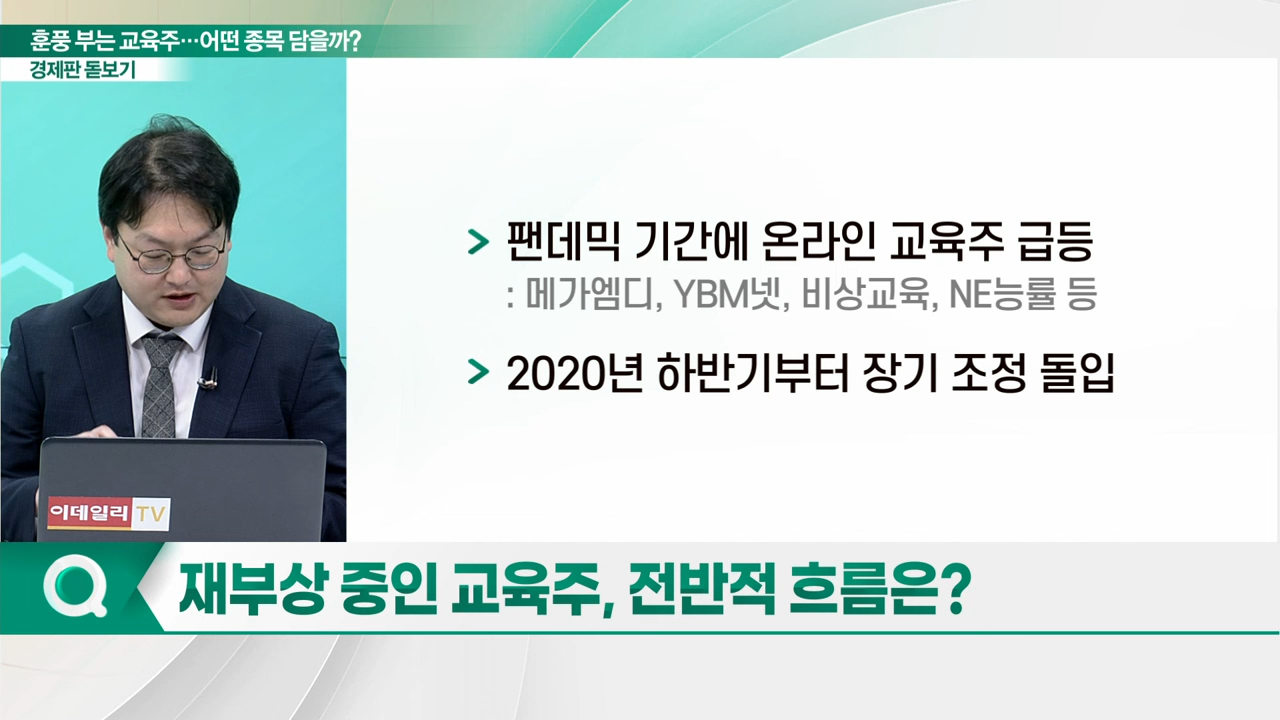 훈풍 부는 교육주…어떤 종목 담을까?
경제판 돋보기
> 팬데믹 기간에 온라인 교육주 급등
: 메가엠디, YBM넷, 비상교육, NE능률 등
> 2020년 하반기부터 장기 조정 돌입
이데일리 TV
재부상 중인 교육주, 전반적 흐름은?